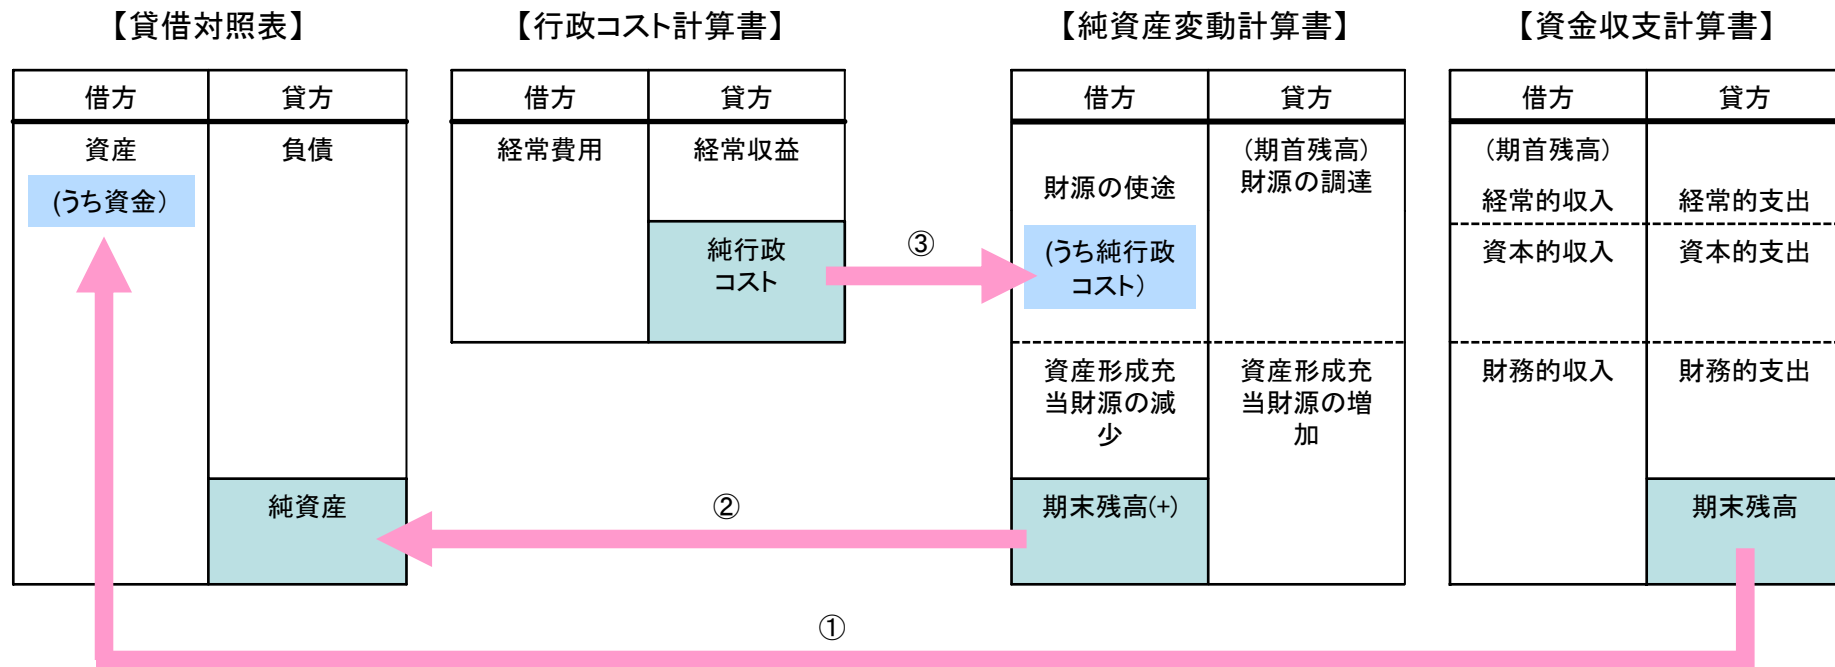 【貸借対照表】
借方
貸方
資産
(うち資金)
負債
純資産
【行政コスト計算書】
借方
貸方
経常費用
経常収益
純行政
コスト
③
【純資産変動計算書】
借方
貸方
財源の使途
(うち純行政
コスト)
(期首残高)
財源の調達
資産形成充
当財源の減
少
資産形成充
当財源の増
加
期末残高(+)
②
【資金収支計算書】
借方
貸方
(期首残高)
経常的収入
経常的支出
資本的収入
資本的支出
財務的収入
財務的支出
期末残高
①